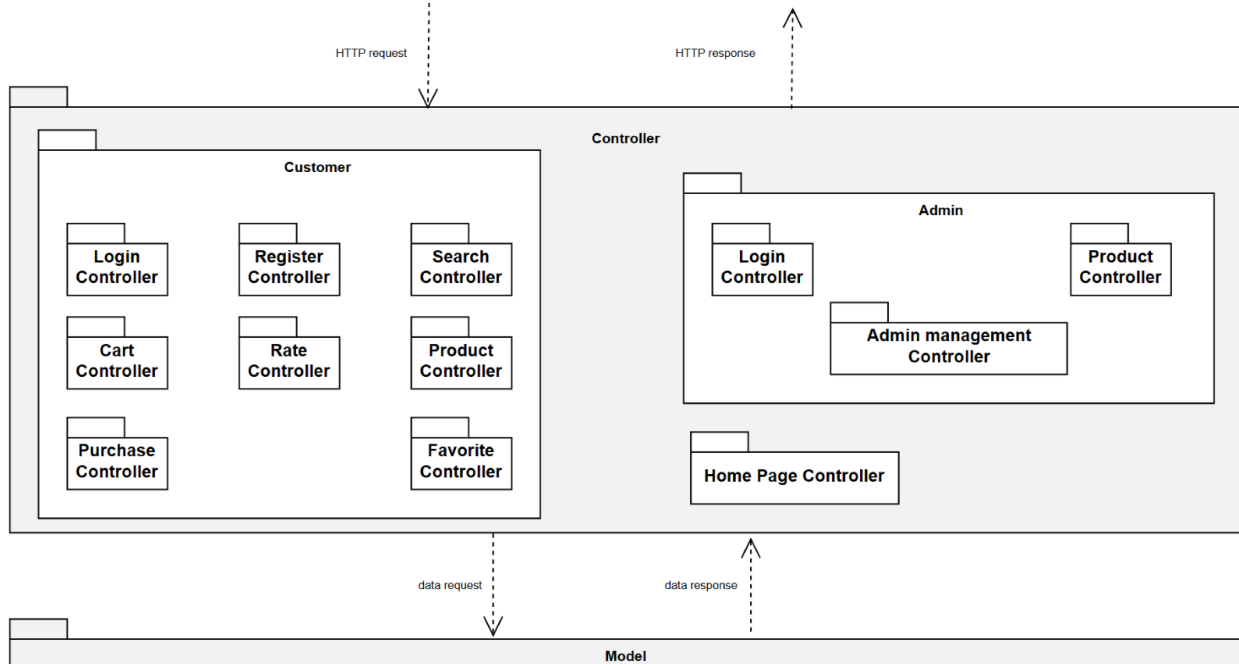 HTTP request
HTTP response
Controller
Customer
Login
Controller
Register
Controller
Search
Controller
Cart
Controller
Rate
Controller
Product
Controller
Purchase
Controller
Favorite
Controller
Admin
Login
Controller
Product
Controller
Admin management
Controller
Home Page Controller
data request
data response
Model